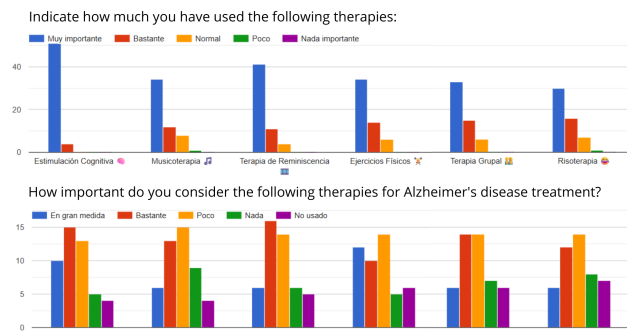 Indicate how much you have used the following therapies:
Muy importante Bastante Normal Poco Nada importante
40
20
0
Estimulación Cognitiva 🧠 Musicoterapia 🎵 Terapia de Reminiscencia Ejercicios Físicos 🏋 Terapia Grupal 👥 Risoterapia 😂
How important do you consider the following therapies for Alzheimer's disease treatment?
En gran medida Bastante Poco Nada No usado
15
10
5
0